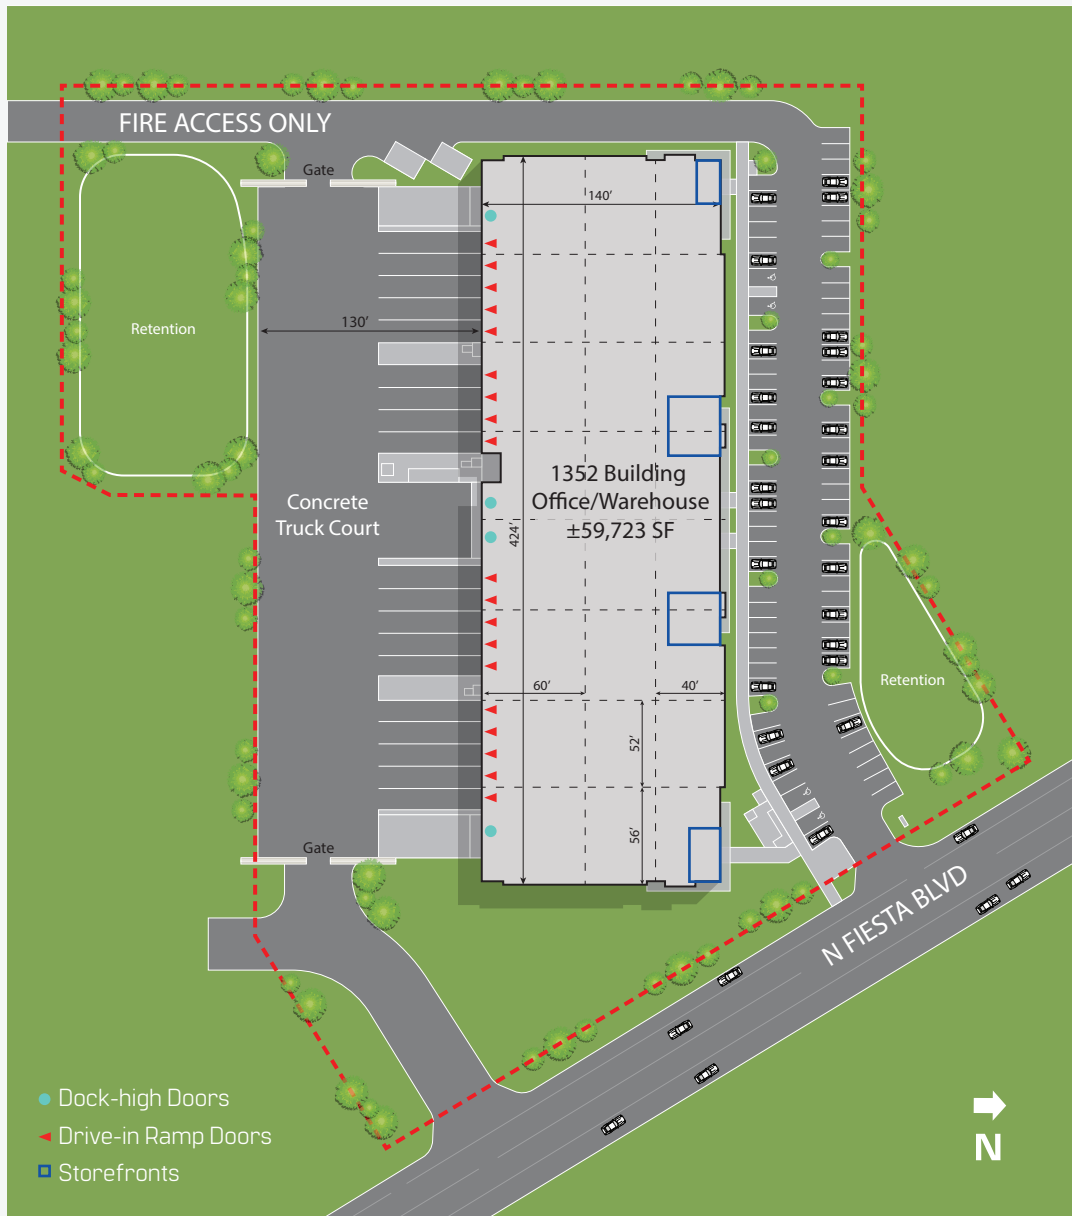 FIRE ACCESS ONLY
Gate
140'
Retention
130'
1352 Building
Office/Warehouse
±59,723 SF
Concrete
Truck Court
424'
60'
40'
Retention
52'
56'
Gate
N FIESTA BLVD
Dock-high Doors
Drive-in Ramp Doors
Storefronts
N